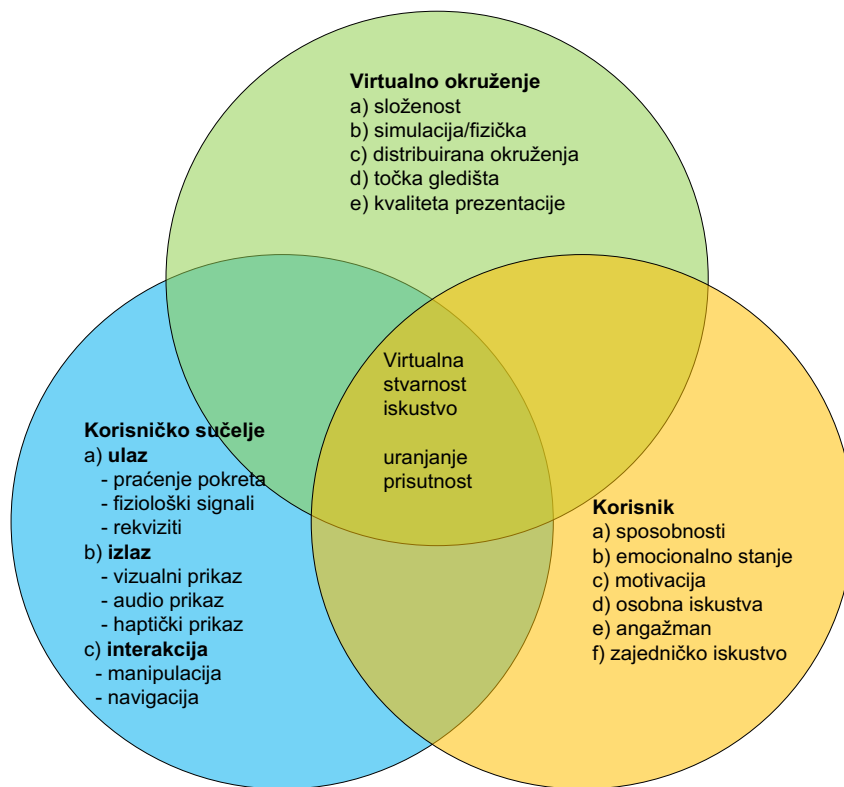 Virtualno okruženje
a) složenost
b) simulacija/fizička
c) distribuirana okruženja
d) točka gledišta
e) kvaliteta prezentacije
Virtualna
stvarnost
iskustvo
uranjanje
prisutnost
Korisničko sučelje
a) ulaz
- praćenje pokreta
- fiziološki signali
- rekviziti
b) izlaz
- vizualni prikaz
- audio prikaz
- haptički prikaz
c) interakcija
- manipulacija
- navigacija
Korisnik
a) sposobnosti
b) emocionalno stanje
c) motivacija
d) osobna iskustva
e) angažman
f) zajedničko iskustvo